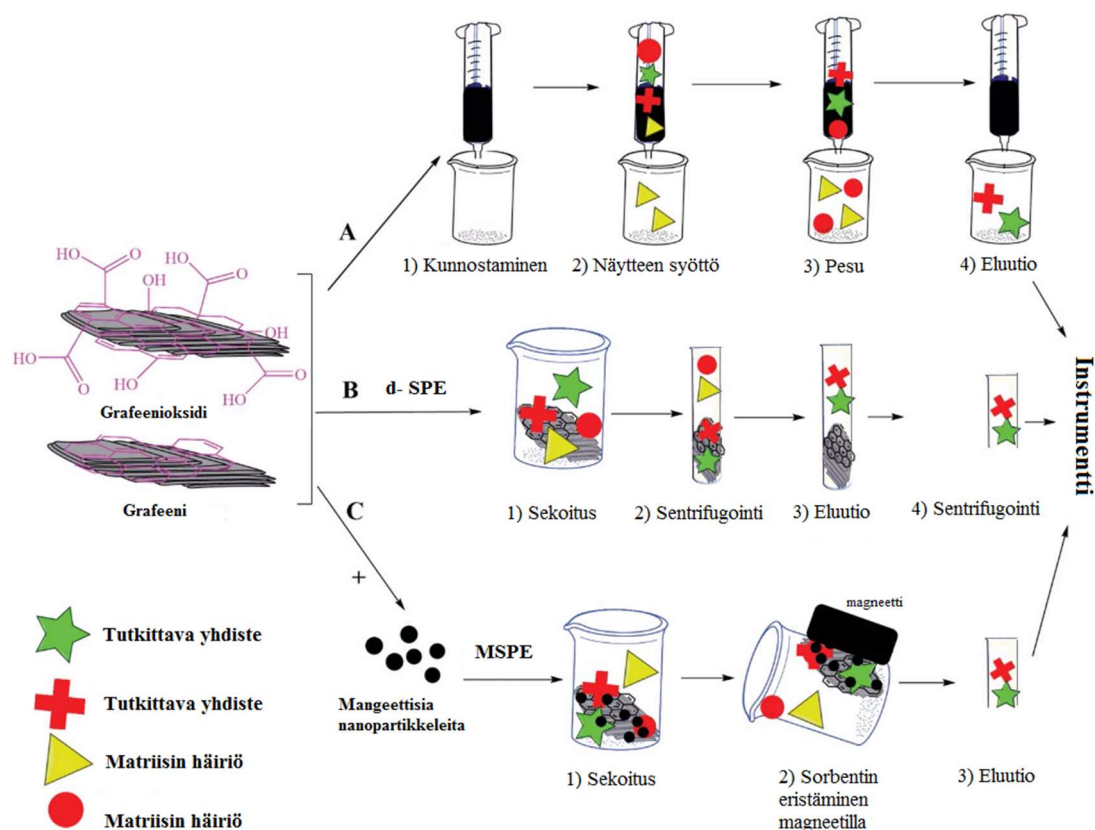 A
1) Kunnostaminen
2) Näytteen syöttö
3) Pesu
4) Eluutio
HO
O
HO
O
OH
OH
HO
O
HO
O
HO
Grafeenioksidi
Grafeeni
B
d- SPE
1) Sekoitus
2) Sentrifugointi
3) Eluutio
4) Sentrifugointi
Instrumentti
C
+
Mangeettisia
nanopartikkeleita
MSPE
magneetti
1) Sekoitus
2) Sorbentin
eristäminen
magneetilla
3) Eluutio
Tutkittava yhdiste
Tutkittava yhdiste
Matriisin häiriö
Matriisin häiriö